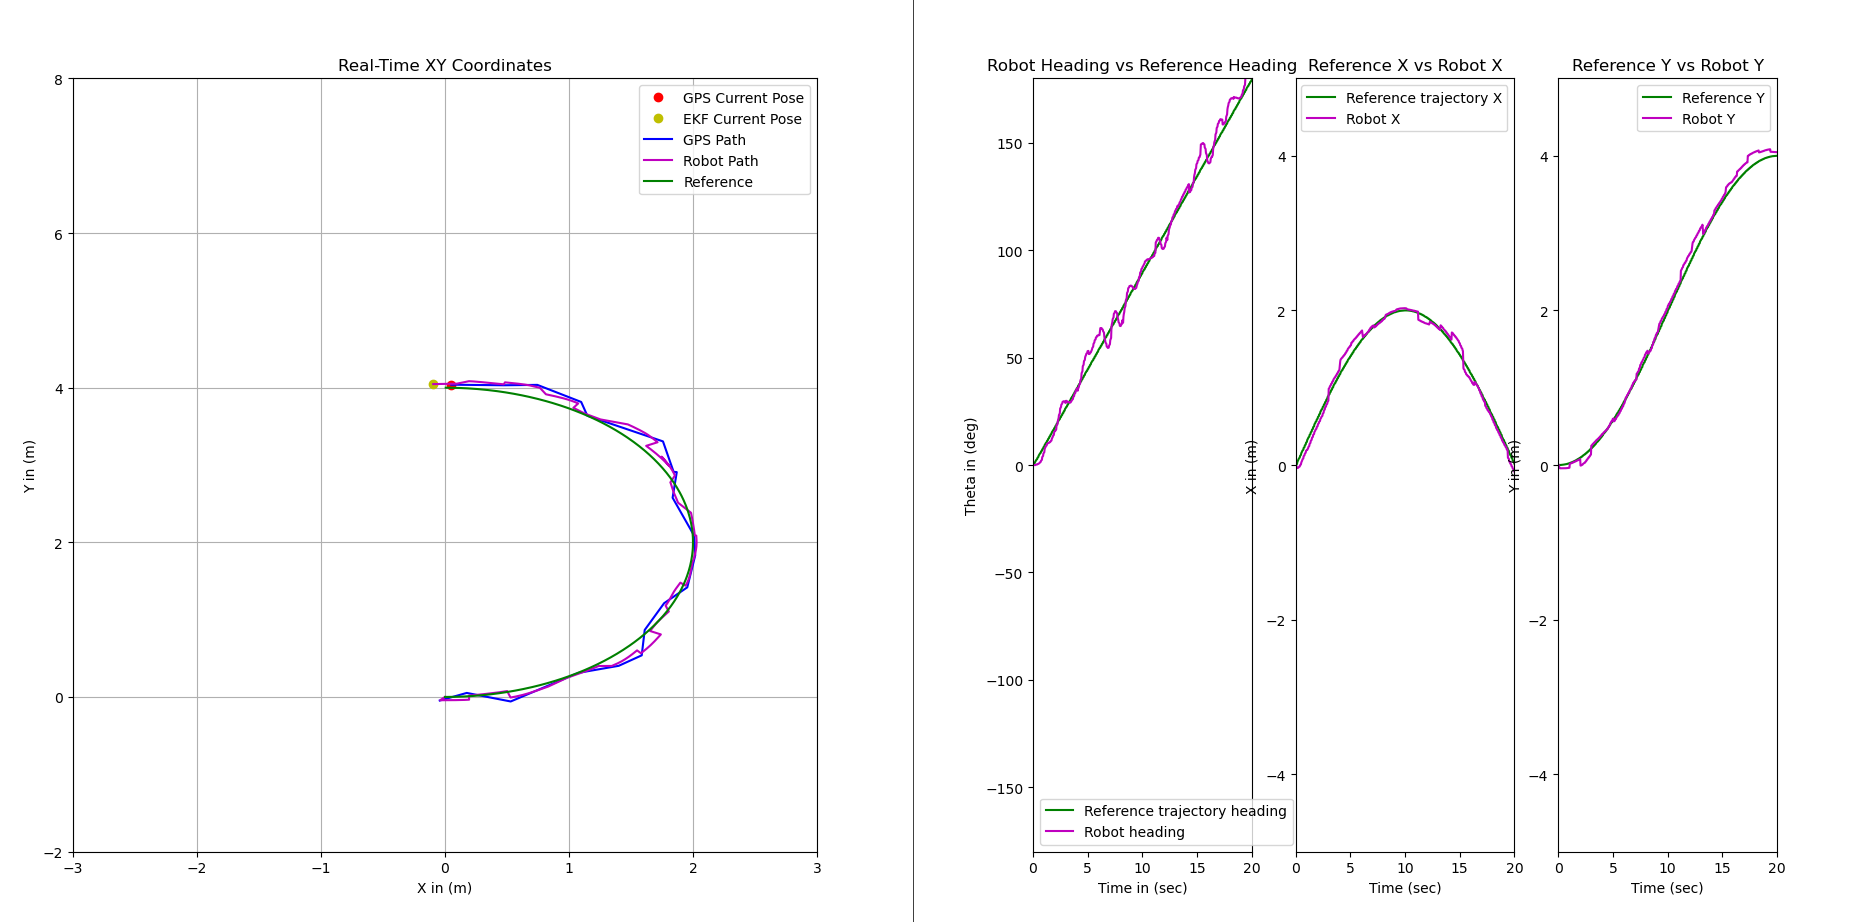 Real-Time XY Coordinates
GPS Current Pose
EKF Current Pose
GPS Path
Robot Path
Reference
8
6
4
2
0
−2
Y in (m)
−3 −2 −1 0 1 2 3
X in (m)
Robot Heading vs Reference Heading
150
100
50
0
−50
−100
−150
Theta in (deg)
Reference trajectory heading
Robot heading
0 5 10 15 20
Time in (sec)
Reference X vs Robot X
Reference trajectory X
Robot X
4
2
0
−2
−4
X in (m)
0 5 10 15 20
Time (sec)
Reference Y vs Robot Y
Reference Y
Robot Y
4
2
0
−2
−4
Y in (m)
0 5 10 15 20
Time (sec)